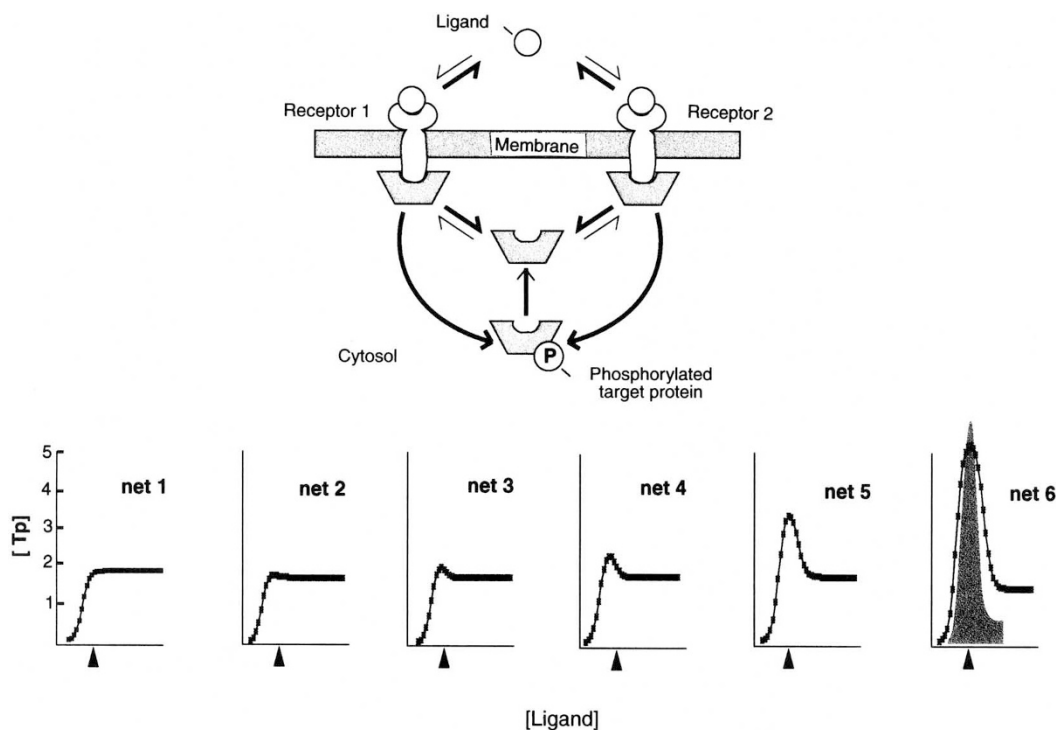 Ligand
Receptor 1
Receptor 2
Membrane
Cytosol
P
Phosphorylated
target protein
[ Tp]
5
4
3
2
1
net 1
net 2
net 3
net 4
net 5
net 6
[Ligand]